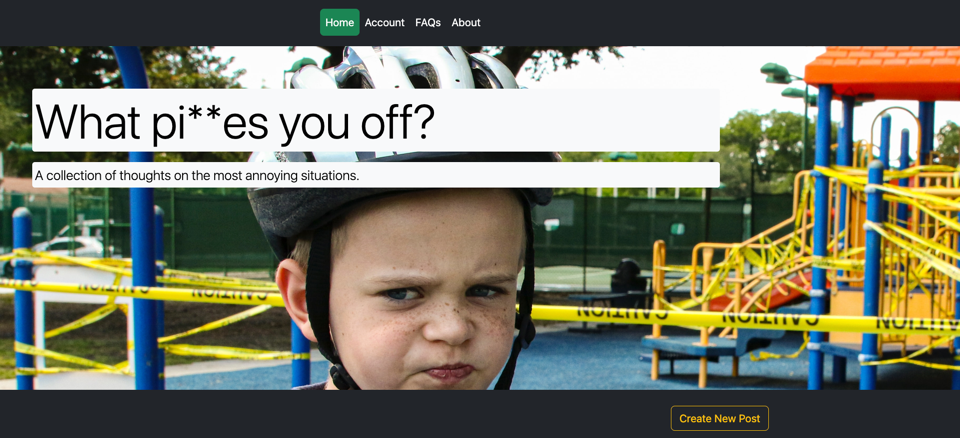 Home Account FAQs About
What pi**es you off?
A collection of thoughts on the most annoying situations.
CAUTION
CAUTION CAUTION CAUTION
Create New Post